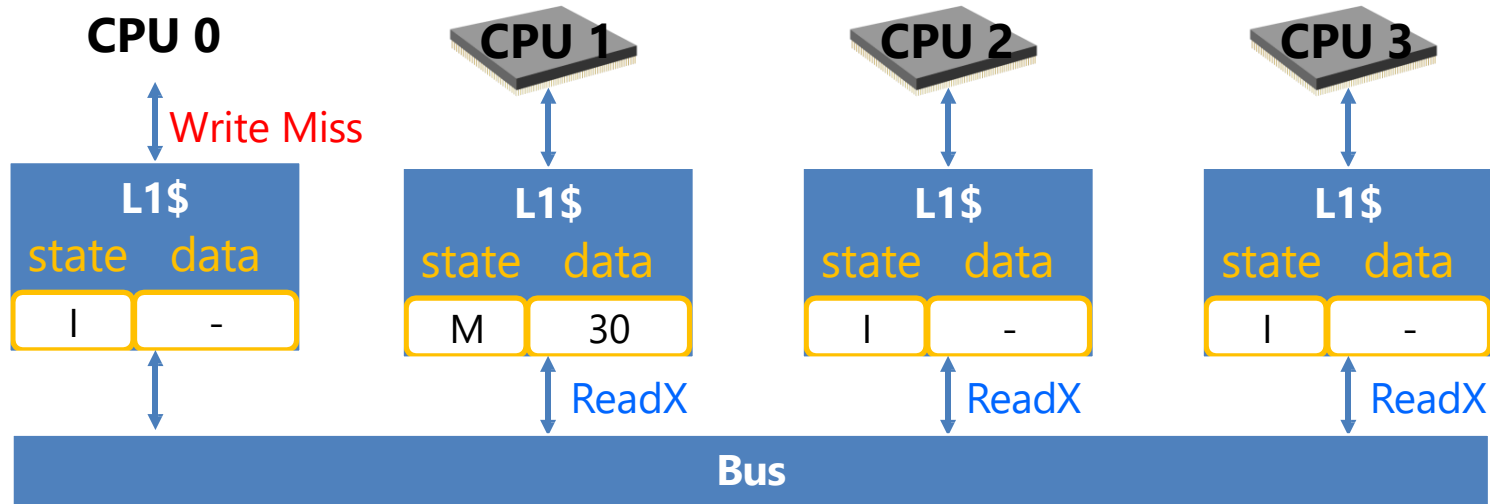 CPU 0 CPU 1 CPU 2 CPU 3
Write Miss
L1$ L1$ L1$ L1$
state data state data state data state data
I - M 30 I - I -
ReadX ReadX ReadX
Bus